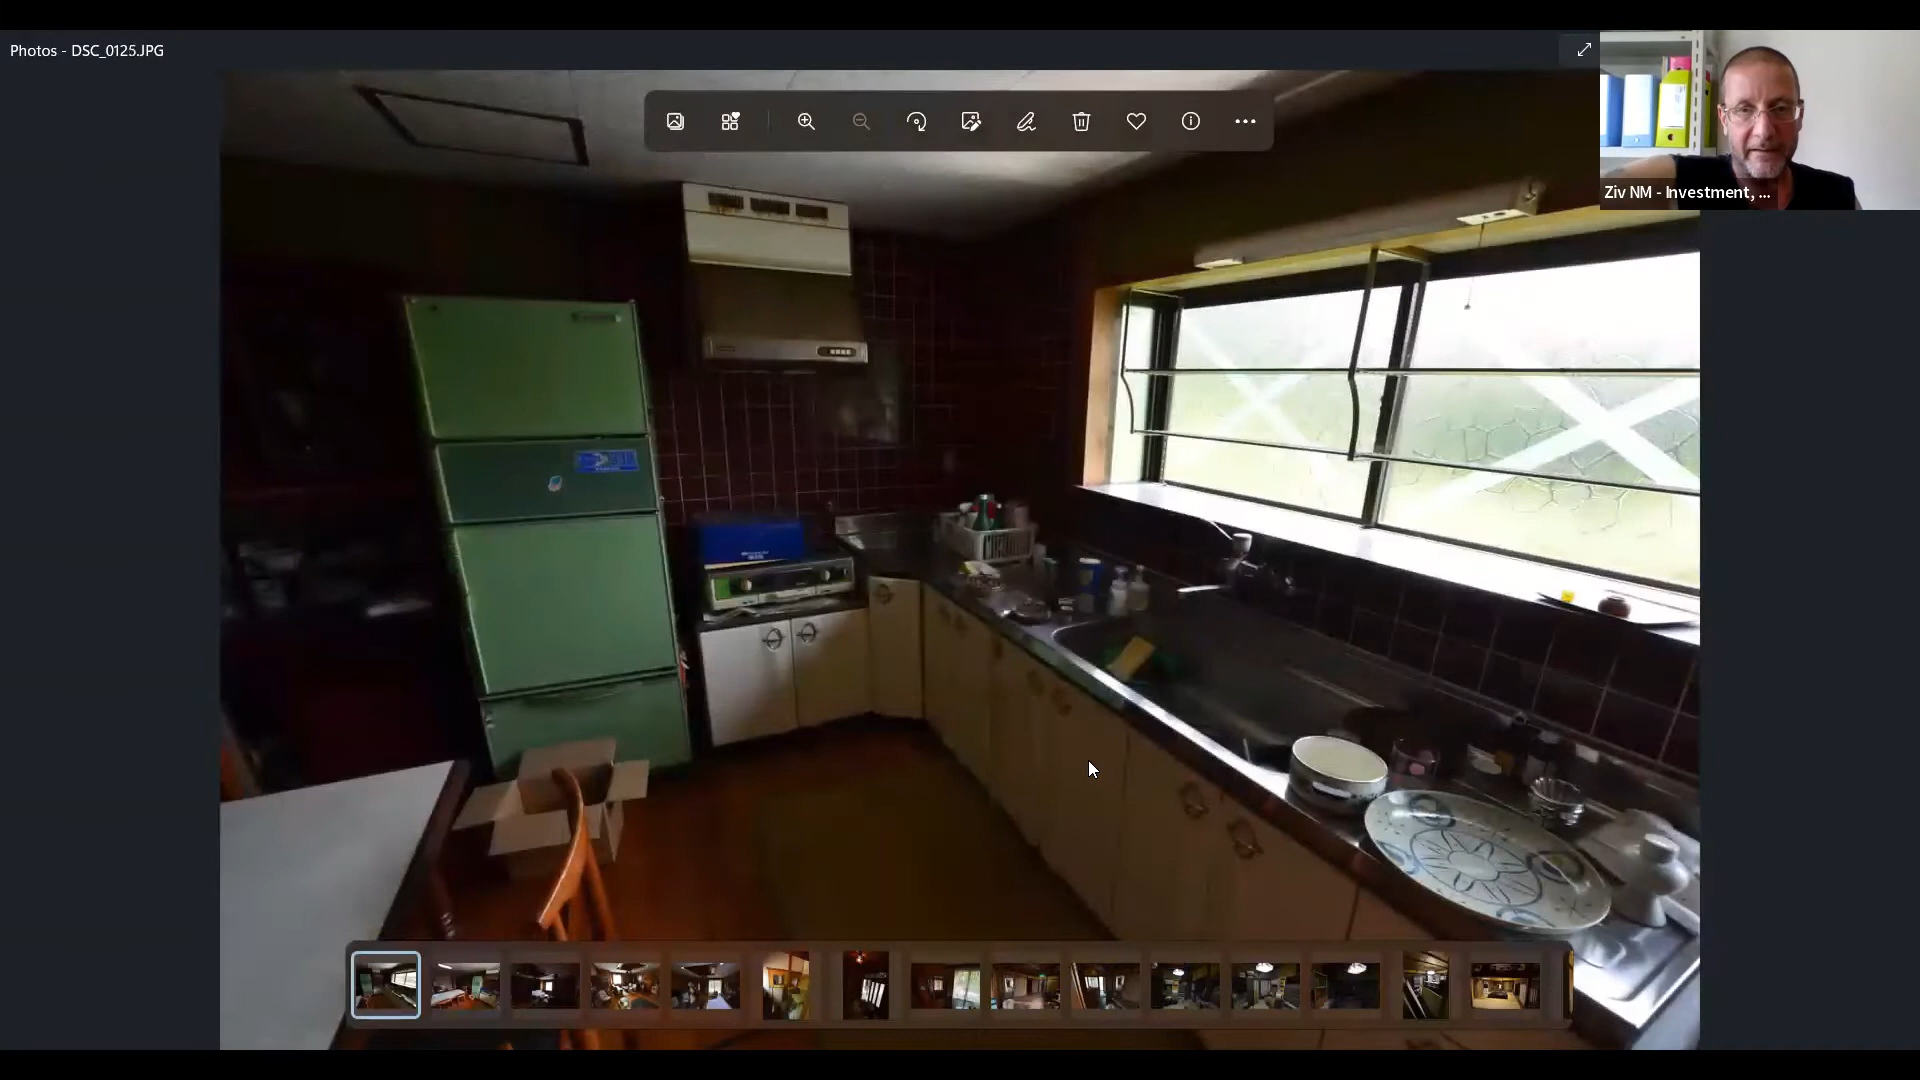 Photos - DSC_0125.JPG
Ziv NM - Investment, ...